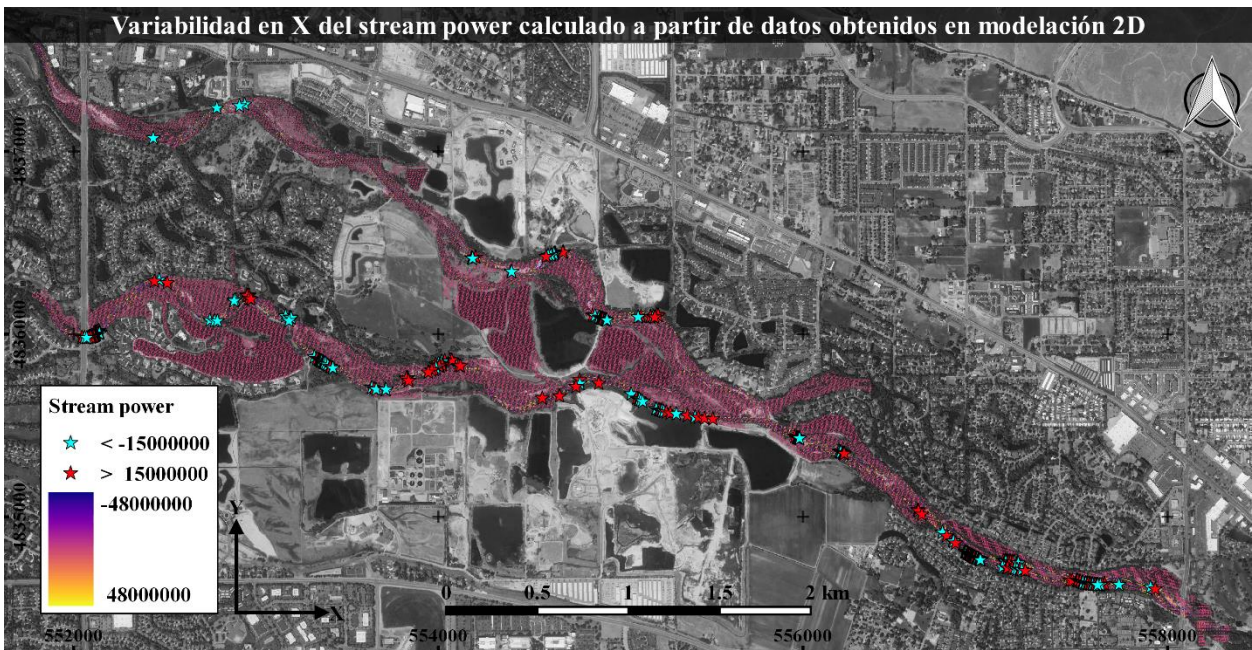 Variabilidad en X del stream power calculado a partir de datos obtenidos en modelación 2D
4837000
4836000
4835000
Stream power
< -15000000
> 15000000
-48000000
48000000
Y
X
0 0.5 1 1.5 2 km
552000 554000 556000 558000